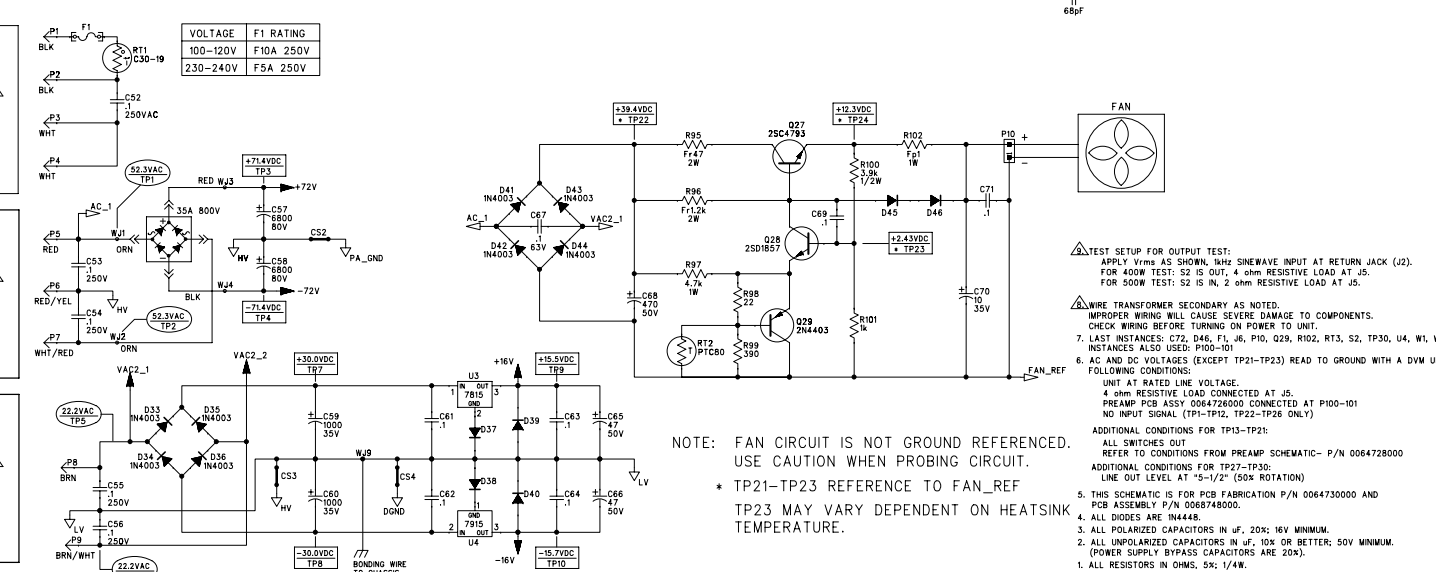 68pF
P1
BLK
F1
RT1
C30-19
P2
BLK
C52
.1
250VAC
P3
WHT
P4
WHT
VOLTAGE F1 RATING
100-120V F10A 250V
230-240V F5A 250V
52.3VAC
TP1
+71.4VDC
TP3
RED WJ3
+72V
AC_1
35A 800V
C57
6800
80V
P5
RED
WJ1
ORN
CS2
HV
PA_GND
C53
.1
250V
C58
6800
80V
P6
RED/YEL
HV
BLK
WJ4
-72V
C54
.1
250V
52.3VAC
TP2
-71.4VDC
TP4
P7
WHT/RED
WJ2
ORN
+39.4VDC
* TP22
+12.3VDC
* TP24
Q27
2SC4793
R95
Fr47
2W
R102
Fp1
1W
P10
+
-
FAN
R100
3.9k
1/2W
D41
1N4003
D43
1N4003
R96
Fr1.2k
2W
C69
.1
D45
D46
C71
.1
AC_1
C67
.1
63V
VAC2_1
Q28
2SD1857
+2.43VDC
* TP23
D42
1N4003
D44
1N4003
R97
4.7k
1W
C68
470
50V
R98
22
C70
10
35V
Q29
2N4403
R101
1k
RT2
PTC80
R99
390
FAN_REF
VAC2_1
VAC2_2
+30.0VDC
TP7
+16V
+15.5VDC
TP9
U3
IN OUT
7815
GND
1
3
2
22.2VAC
TP5
D33
1N4003
D35
1N4003
C59
1000
35V
C61
.1
D37
D39
C63
.1
C65
47
50V
D34
1N4003
D36
1N4003
P8
BRN
WJ9
CS3
CS4
LV
C55
.1
250V
D38
HV
C60
1000
35V
DGND
C62
.1
D40
C64
.1
C66
47
50V
LV
C56
.1
250V
1
GND
7915
IN OUT
2
3
U4
P9
BRN/WHT
22.2VAC
-30.0VDC
TP8
BONDING WIRE
-16V
-15.7VDC
TP10
NOTE: FAN CIRCUIT IS NOT GROUND REFERENCED.
USE CAUTION WHEN PROBING CIRCUIT.
* TP21-TP23 REFERENCE TO FAN_REF
TP23 MAY VARY DEPENDENT ON HEATSINK
TEMPERATURE.
9. TEST SETUP FOR OUTPUT TEST:
APPLY Vrms AS SHOWN, 1kHz SINEWAVE INPUT AT RETURN JACK (J2).
FOR 400W TEST: S2 IS OUT, 4 ohm RESISTIVE LOAD AT J5.
FOR 500W TEST: S2 IS IN, 2 ohm RESISTIVE LOAD AT J5.
8. WIRE TRANSFORMER SECONDARY AS NOTED.
IMPROPER WIRING WILL CAUSE SEVERE DAMAGE TO COMPONENTS.
CHECK WIRING BEFORE TURNING ON POWER TO UNIT.
7. LAST INSTANCES: C72, D46, F1, J6, P10, Q29, R102, RT3, S2, TP30, U4, W1,
INSTANCES ALSO USED: P100-101
6. AC AND DC VOLTAGES (EXCEPT TP21-TP23) READ TO GROUND WITH A DVM U
FOLLOWING CONDITIONS:
UNIT AT RATED LINE VOLTAGE.
4 ohm RESISTIVE LOAD CONNECTED AT J5.
PREAMP PCB ASSY 0064726000 CONNECTED AT P100-101
NO INPUT SIGNAL (TP1-TP12, TP22-TP26 ONLY)
ADDITIONAL CONDITIONS FOR TP13-TP21:
ALL SWITCHES OUT
REFER TO CONDITIONS FROM PREAMP SCHEMATIC- P/N 0064728000
ADDITIONAL CONDITIONS FOR TP27-TP30:
LINE OUT LEVEL AT "5-1/2" (50% ROTATION)
5. THIS SCHEMATIC IS FOR PCB FABRICATION P/N 0064730000 AND
PCB ASSEMBLY P/N 0068748000.
4. ALL DIODES ARE 1N4448.
3. ALL POLARIZED CAPACITORS IN uF, 20%; 16V MINIMUM.
2. ALL UNPOLARIZED CAPACITORS IN uF, 10% OR BETTER; 50V MINIMUM.
(POWER SUPPLY BYPASS CAPACITORS ARE 20%).
1. ALL RESISTORS IN OHMS, 5%; 1/4W.